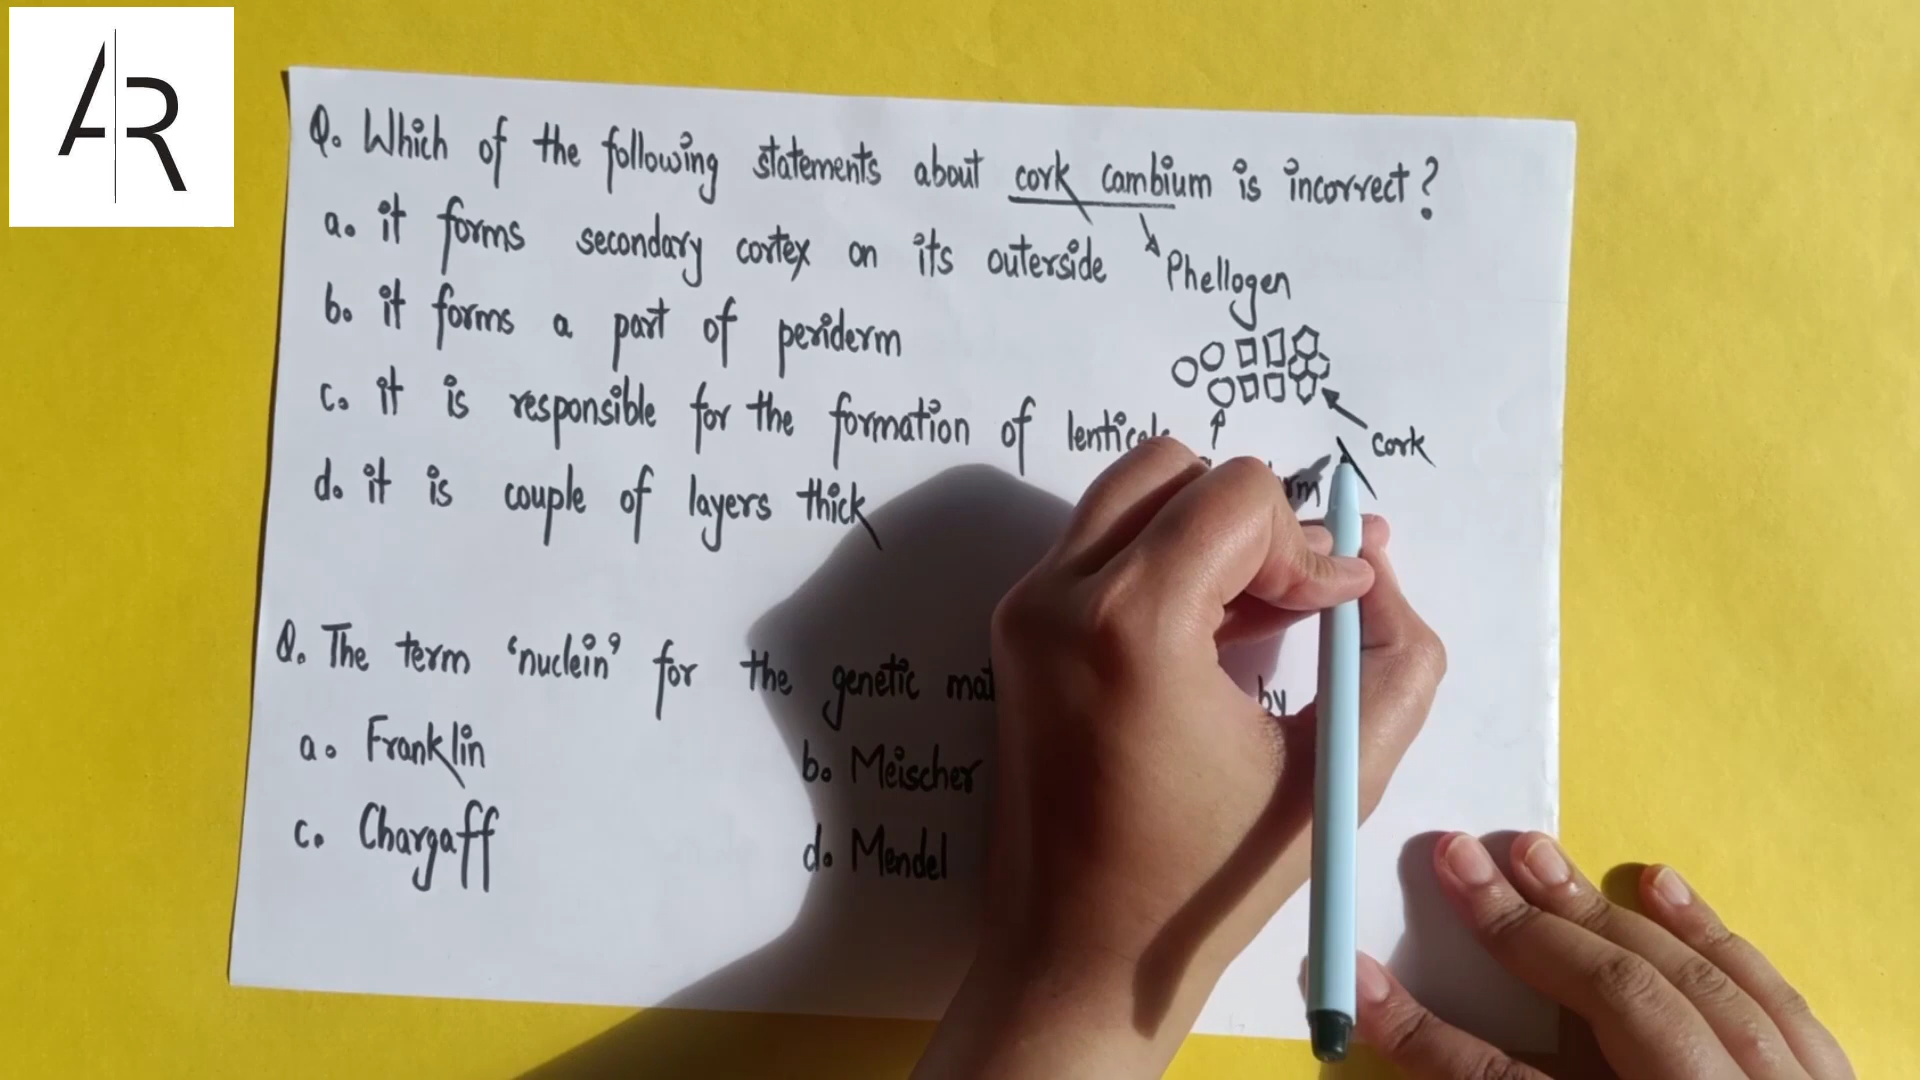 AR
Q. Which of the following statements about cork cambium is incorrect?
a. it forms secondary cortex on its outerside
Phellogen
b. it forms a part of periderm
c. it is responsible for the formation of lenticels
cork
d. it is couple of layers thick
Q. The term 'nuclein' for the genetic by
a. Franklin
b. Meischer
c. Chargaff
d. Mendel